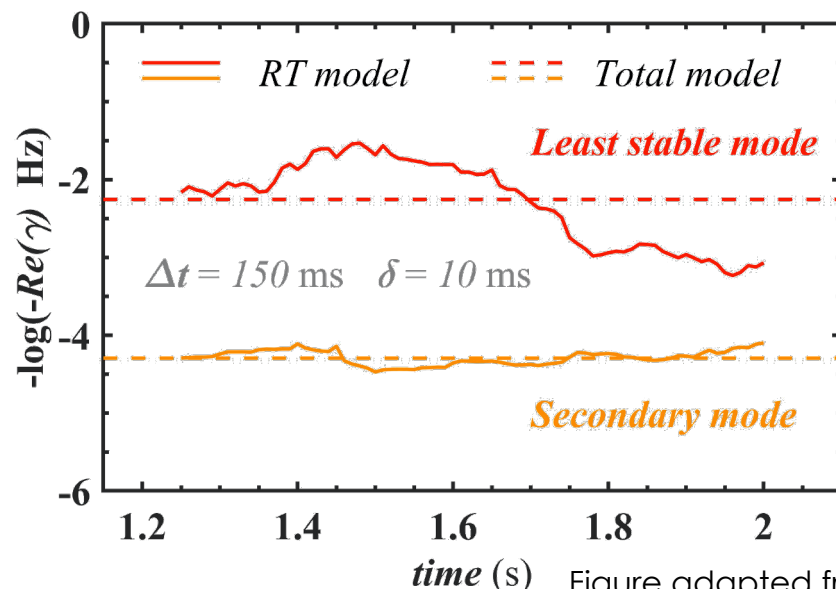 0
-2
-4
-6
-log(-Re(γ) Hz)
RT model
Total model
Least stable mode
Δt = 150 ms δ = 10 ms
Secondary mode
1.2 1.4 1.6 1.8 2
time (s)
Figure adapted